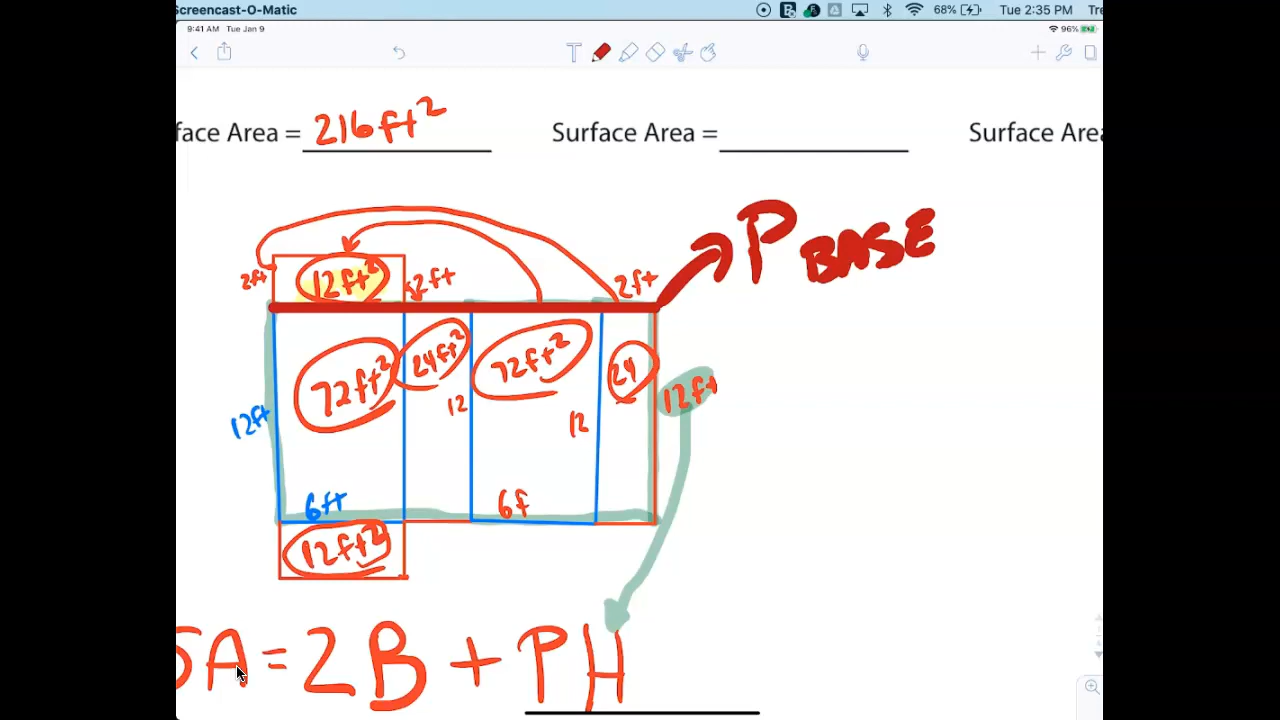 Screencast-O-Matic 68% Tue 2:35 PM Tre
9:41 AM Tue Jan 9 96%
T
face Area = 216ft² Surface Area = Surface Area
P BASE
2ft 12ft² 2ft 2ft
72ft² 24ft² 72ft² 24 12ft
12ft 12 12
6ft 6f
12ft²
SA = 2B + PH